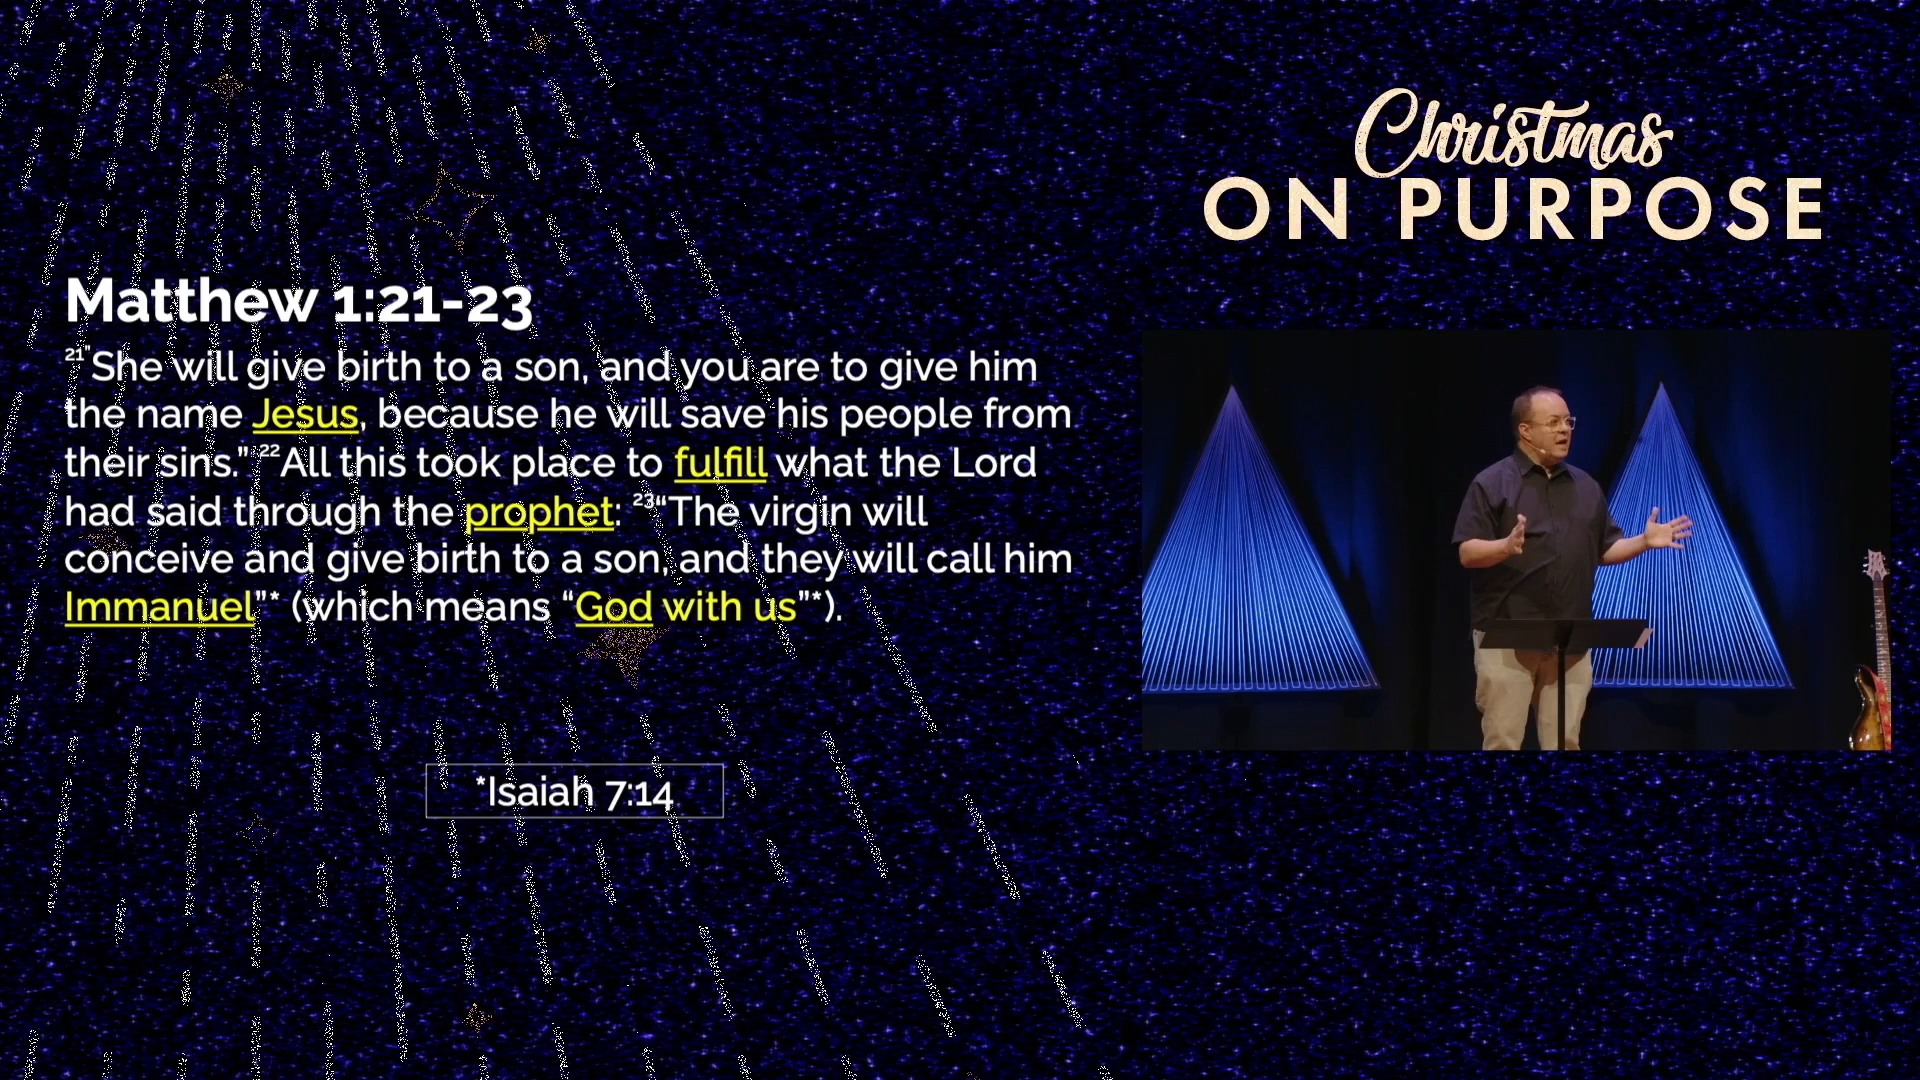 Christmas
ON PURPOSE
Matthew 1:21-23
21"She will give birth to a son, and you are to give him
the name Jesus, because he will save his people from
their sins.” 22All this took place to fulfill what the Lord
had said through the prophet: 23“The virgin will
conceive and give birth to a son, and they will call him
Immanuel”* (which means “God with us”*).
*Isaiah 7:14